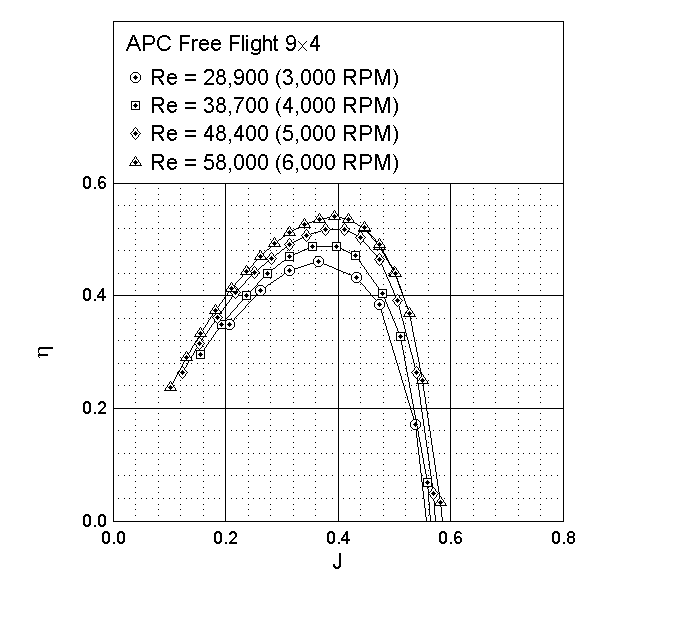 APC Free Flight 9×4
Re = 28,900 (3,000 RPM)
Re = 38,700 (4,000 RPM)
Re = 48,400 (5,000 RPM)
Re = 58,000 (6,000 RPM)
0.6
0.4
η
0.2
0.0
0.0 0.2 0.4 0.6 0.8
J